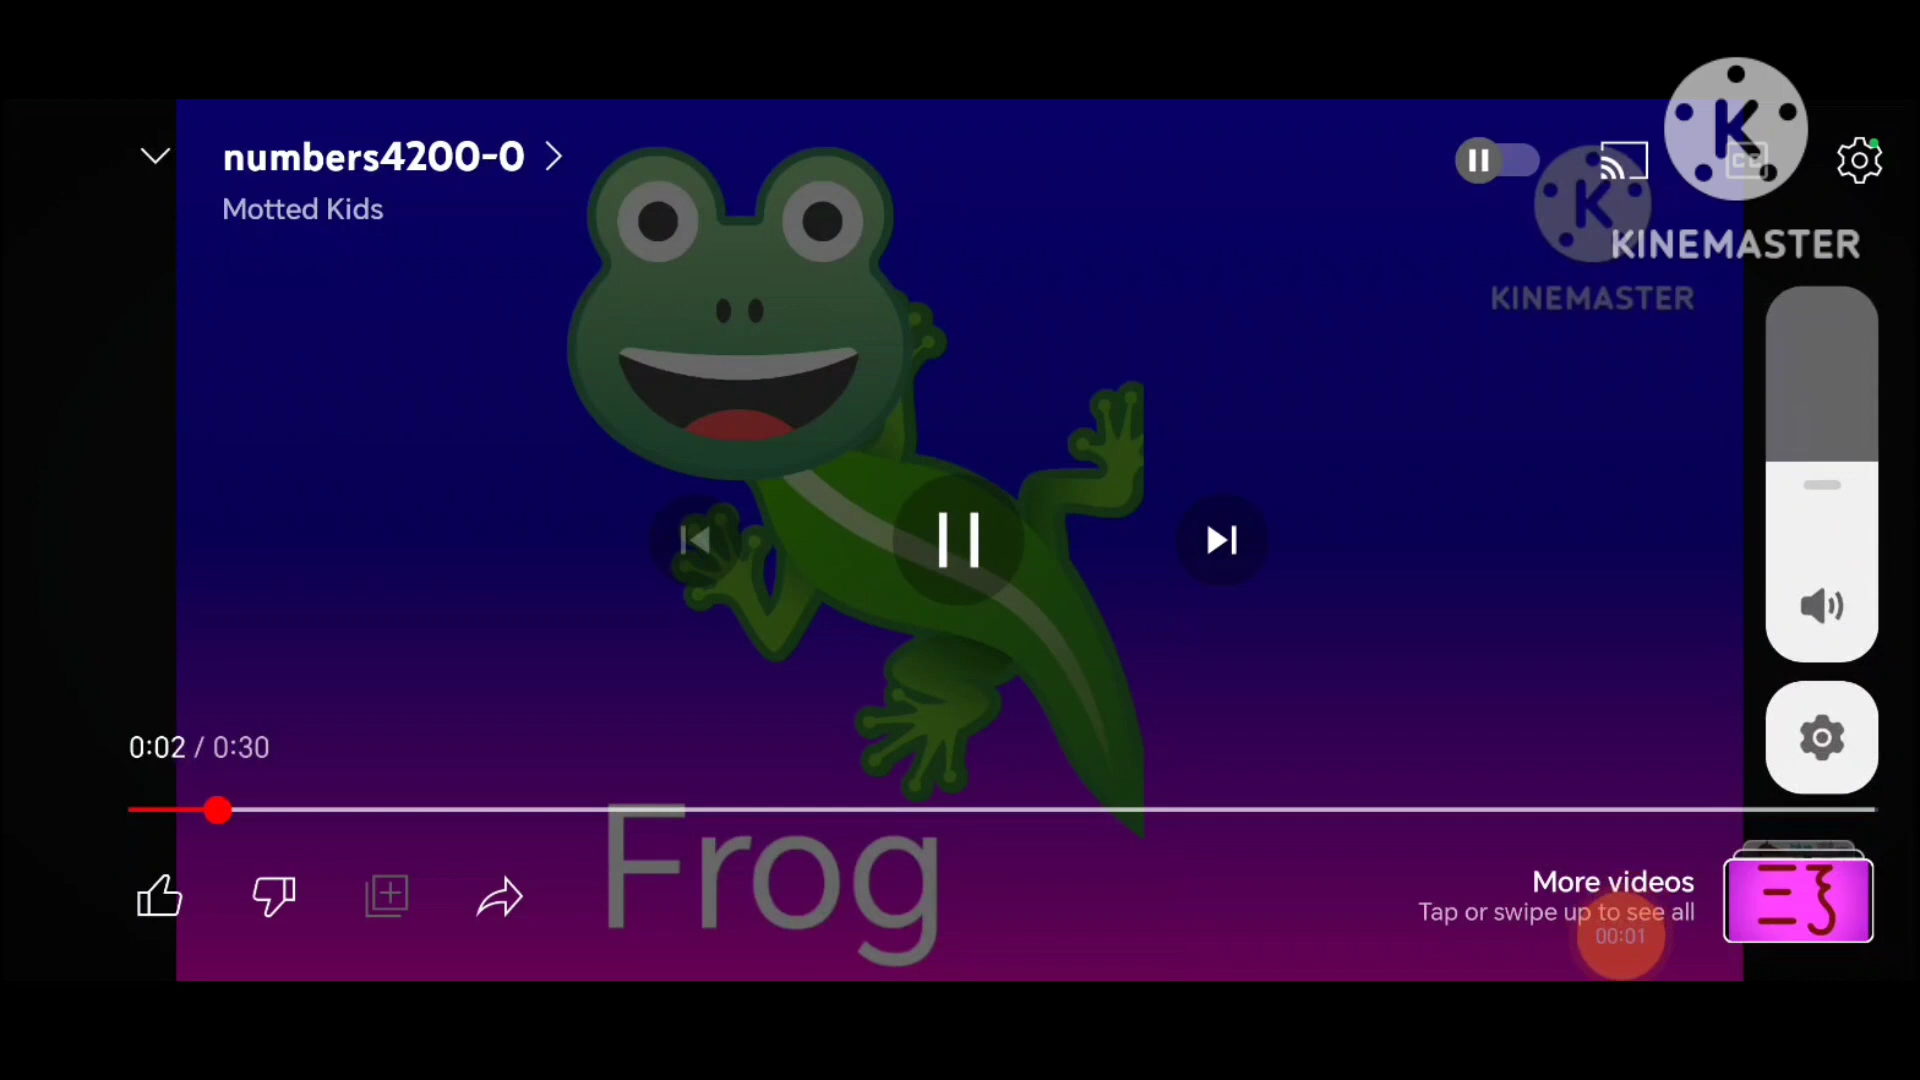 numbers4200-0
Motted Kids
CC
K
K
KINEMASTER
KINEMASTER
0:02 / 0:30
Frog
More videos
Tap or swipe up to see all
00:01